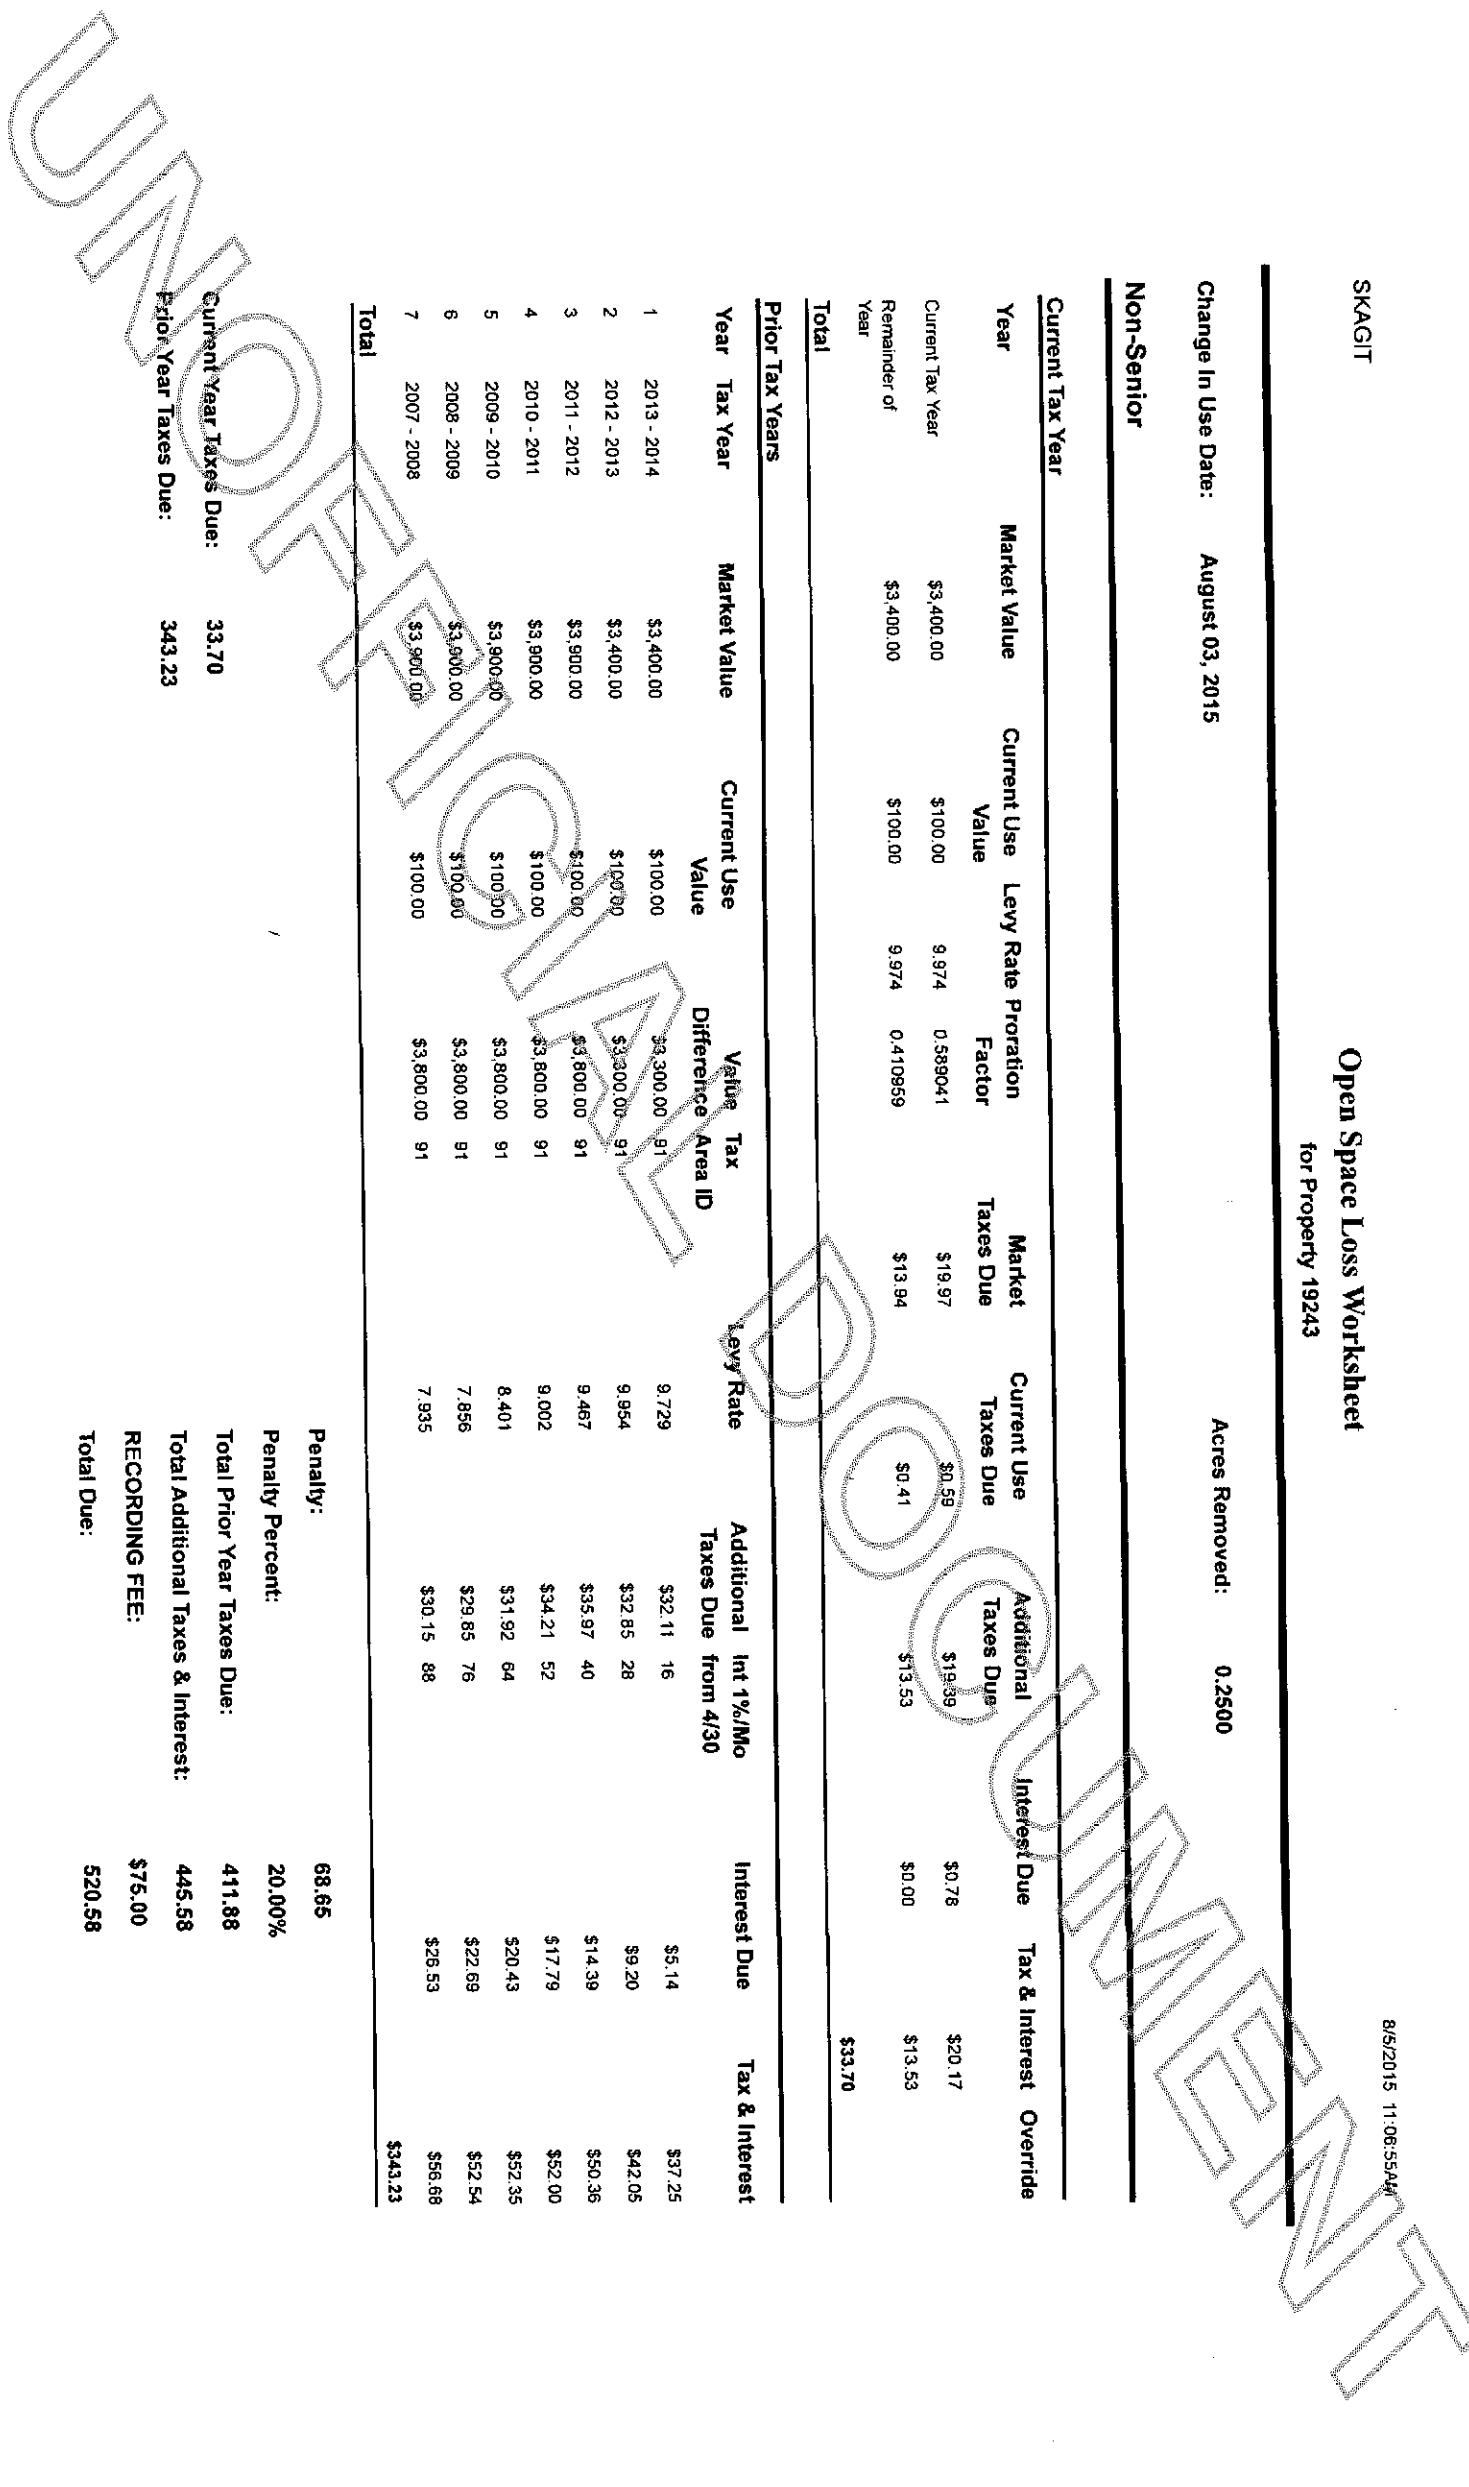 SKAGIT 8/5/2015 11:06:55AM
Open Space Loss Worksheet
for Property 19243
Change In Use Date: August 03, 2015 Acres Removed: 0.2500
Non-Senior
Current Tax Year
Year Market Value Current Use Value Levy Rate Proration Factor Market Taxes Due Current Use Taxes Due Additional Taxes Due Interest Due Tax & Interest Override
Current Tax Year $3,400.00 $100.00 9.974 0.589041 $19.97 $0.59 $19.39 $0.78 $20.17
Remainder of Year $3,400.00 $100.00 9.974 0.410959 $13.94 $0.41 $13.53 $0.00 $13.53
Total $33.70
Prior Tax Years
Year Tax Year Market Value Current Use Value Value Difference Tax Area ID Levy Rate Additional Taxes Due Int 1%/Mo from 4/30 Interest Due Tax & Interest
1 2013 - 2014 $3,400.00 $100.00 $3,300.00 91 9.729 $32.11 16 $5.14 $37.25
2 2012 - 2013 $3,400.00 $100.00 $3,300.00 91 9.954 $32.85 28 $9.20 $42.05
3 2011 - 2012 $3,900.00 $100.00 $3,800.00 91 9.467 $35.97 40 $14.39 $50.36
4 2010 - 2011 $3,900.00 $100.00 $3,800.00 91 9.002 $34.21 52 $17.79 $52.00
5 2009 - 2010 $3,900.00 $100.00 $3,800.00 91 8.401 $31.92 64 $20.43 $52.35
6 2008 - 2009 $3,900.00 $100.00 $3,800.00 91 7.856 $29.85 76 $22.69 $52.54
7 2007 - 2008 $3,900.00 $100.00 $3,800.00 91 7.935 $30.15 88 $26.53 $56.68
Total $343.23
Penalty: 68.65
Penalty Percent: 20.00%
Current Year Taxes Due: 33.70 Total Prior Year Taxes Due: 411.88
Prior Year Taxes Due: 343.23 Total Additional Taxes & Interest: 445.58
RECORDING FEE: $75.00
Total Due: 520.58
UNOFFICIAL DOCUMENT